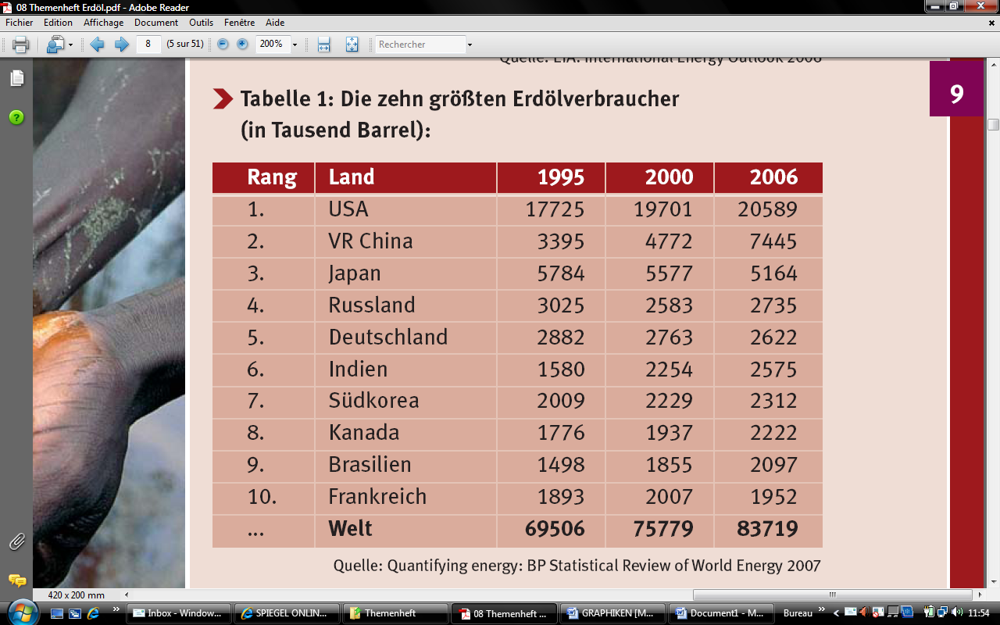 08 Themenheft Erdöl.pdf - Adobe Reader
Fichier Edition Affichage Document Outils Fenêtre Aide
8 (5 sur 51) 200% Rechercher
Quelle: EIA: International Energy Outlook 2006
9
Tabelle 1: Die zehn größten Erdölverbraucher
(in Tausend Barrel):
Rang Land 1995 2000 2006
1. USA 17725 19701 20589
2. VR China 3395 4772 7445
3. Japan 5784 5577 5164
4. Russland 3025 2583 2735
5. Deutschland 2882 2763 2622
6. Indien 1580 2254 2575
7. Südkorea 2009 2229 2312
8. Kanada 1776 1937 2222
9. Brasilien 1498 1855 2097
10. Frankreich 1893 2007 1952
... Welt 69506 75779 83719
Quelle: Quantifying energy: BP Statistical Review of World Energy 2007
420 x 200 mm
Inbox - Window... SPIEGEL ONLIN... Themenheft 08 Themenheft ... GRAPHIKEN [M... Document1 - M... Bureau 11:54